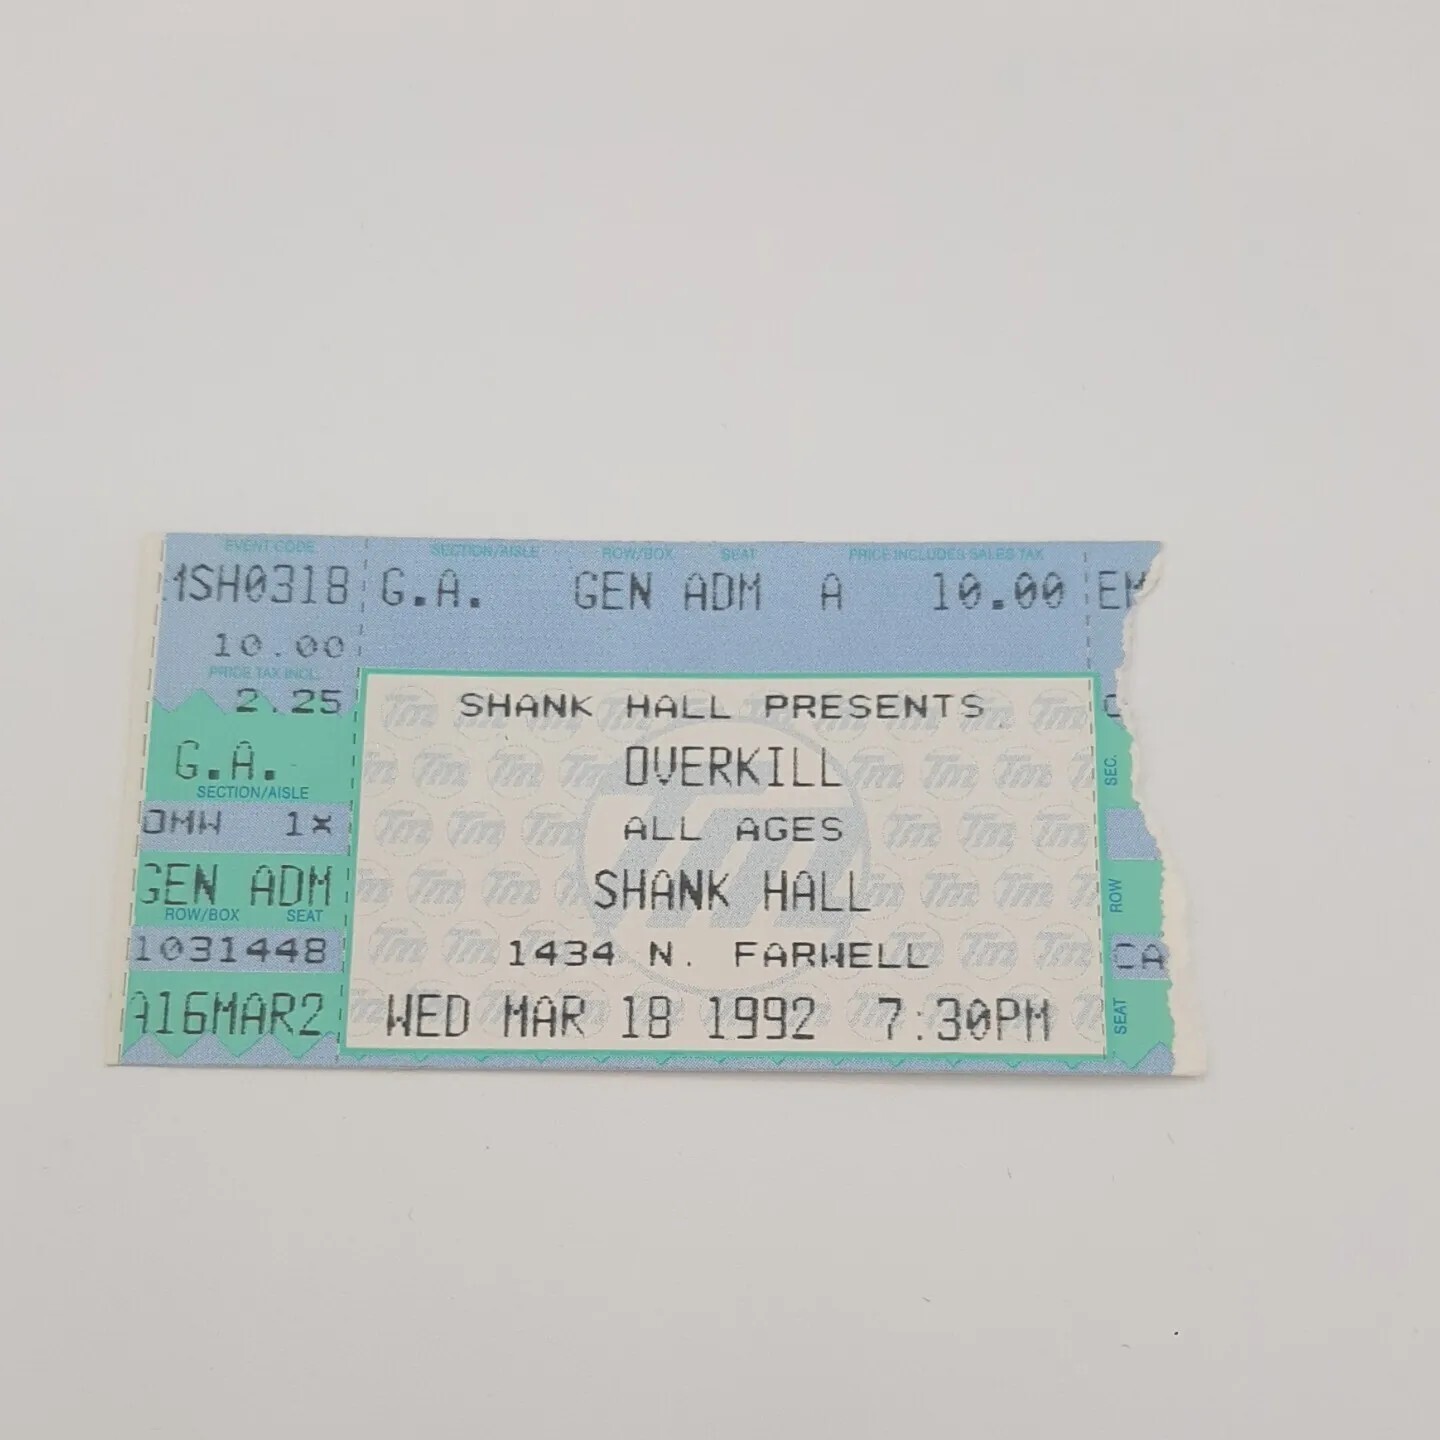 EVENT CODE SECTION/AISLE ROW/BOX SEAT PRICE INCLUDES SALES TAX
MSH0318 G.A. GEN ADM A 10.00
10.00
PRICE TAX INCL.
2.25
G.A.
SECTION/AISLE
OMW 1X
GEN ADM
ROW/BOX SEAT
1031448
A16MAR2
SHANK HALL PRESENTS
OVERKILL
ALL AGES
SHANK HALL
1434 N. FARWELL
WED MAR 18 1992 7:30PM
SEC.
ROW
CA
SEAT